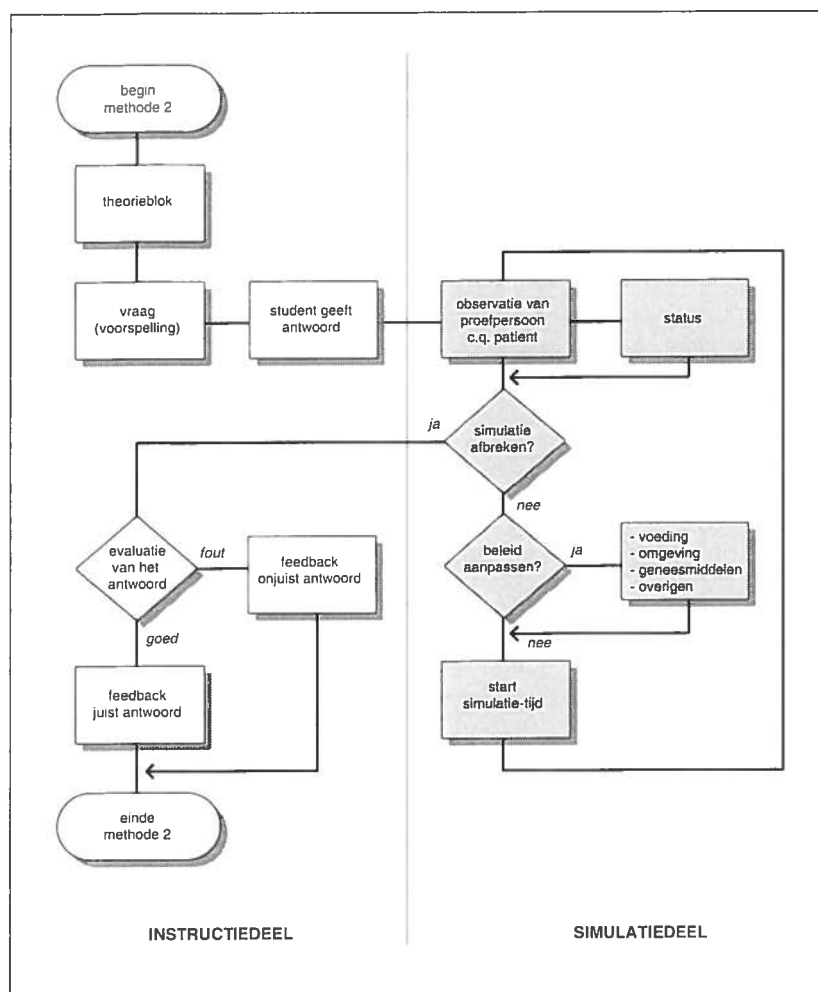 begin
methode 2
theorieblok
vraag
(voorspelling)
student geeft
antwoord
observatie van
proefpersoon
c.q. patient
status
ja
simulatie
afbreken?
nee
evaluatie
van het
antwoord
fout
feedback
onjuist antwoord
goed
beleid
aanpassen?
ja
- voeding
- omgeving
- geneesmiddelen
- overigen
nee
feedback
juist antwoord
start
simulatie-tijd
einde
methode 2
INSTRUCTIEDEEL
SIMULATIEDEEL